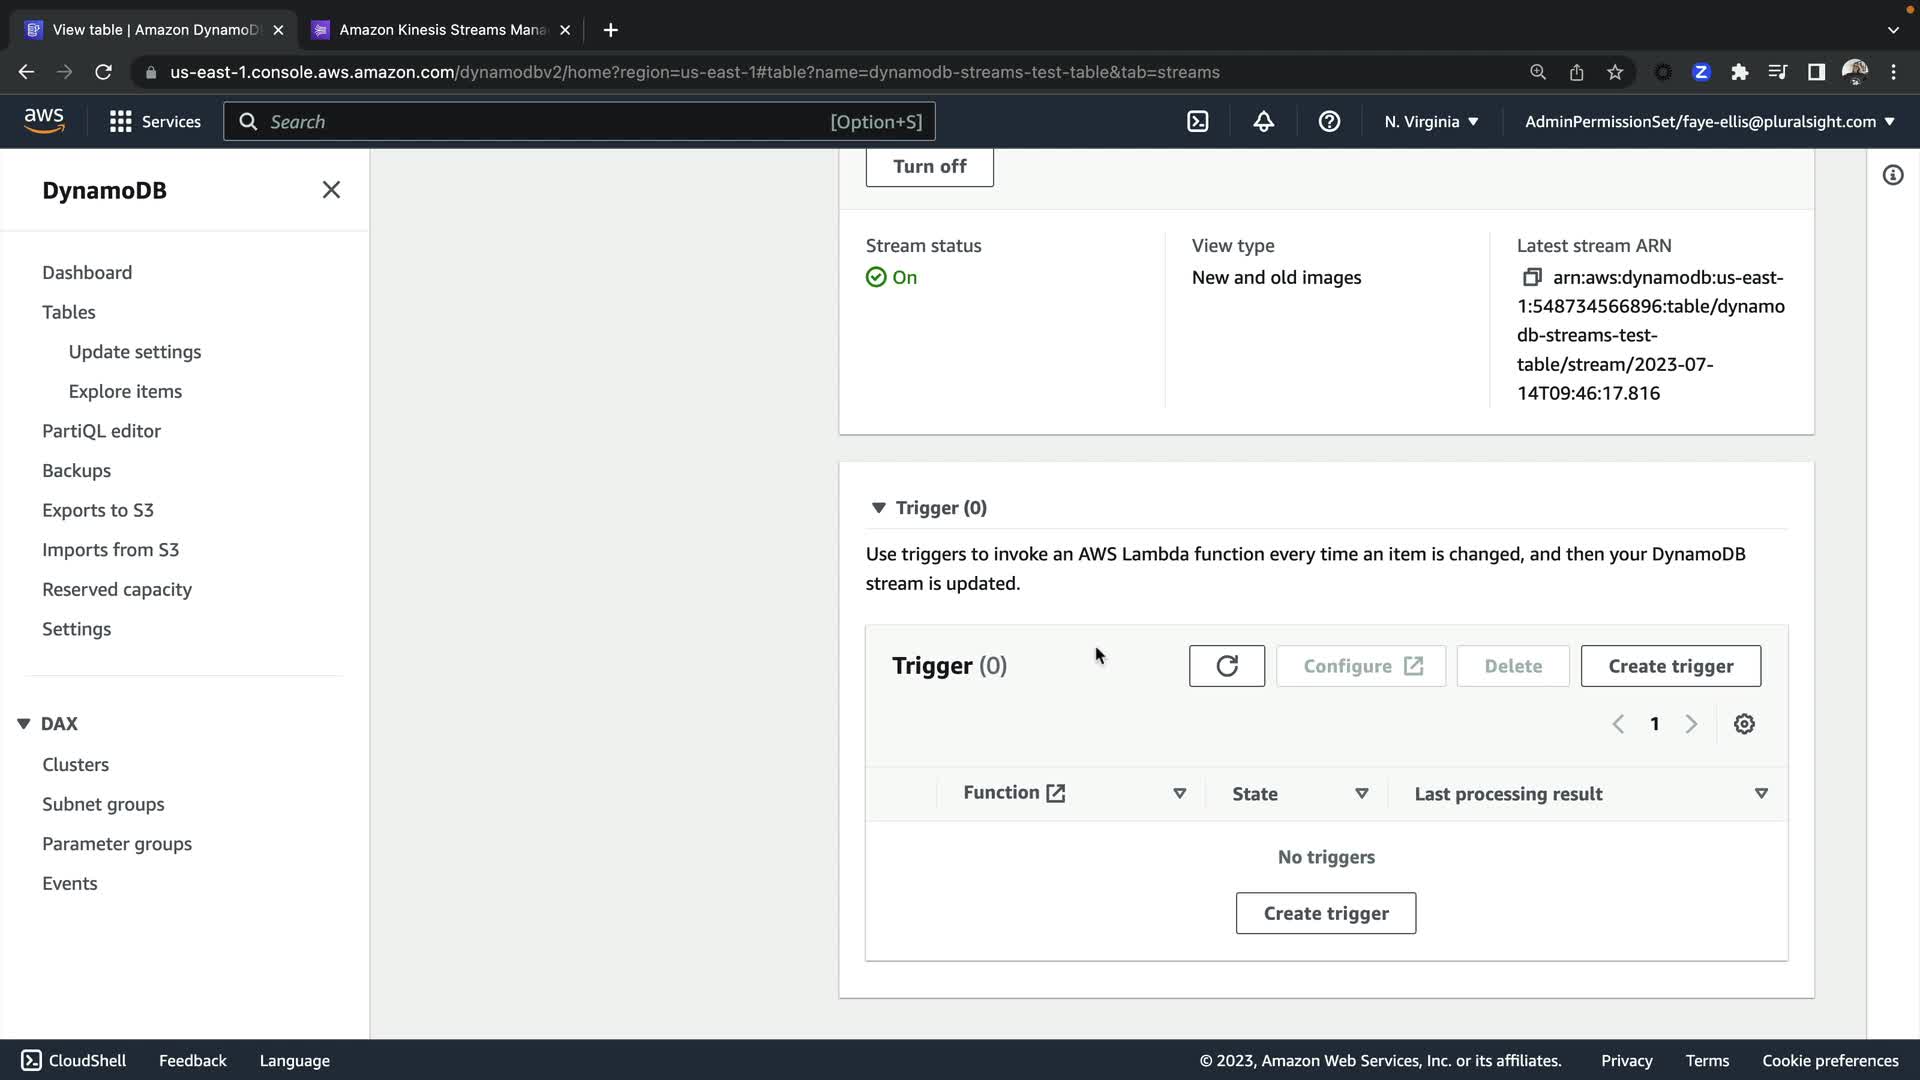 View table | Amazon DynamoD
Amazon Kinesis Streams Mana
us-east-1.console.aws.amazon.com/dynamodbv2/home?region=us-east-1#table?name=dynamodb-streams-test-table&tab=streams
Z
aws
Services
Search
[Option+S]
N. Virginia
AdminPermissionSet/faye-ellis@pluralsight.com
DynamoDB
Dashboard
Tables
Update settings
Explore items
PartiQL editor
Backups
Exports to S3
Imports from S3
Reserved capacity
Settings
DAX
Clusters
Subnet groups
Parameter groups
Events
Turn off
Stream status
On
View type
New and old images
Latest stream ARN
arn:aws:dynamodb:us-east-
1:548734566896:table/dynamo
db-streams-test-
table/stream/2023-07-
14T09:46:17.816
Trigger (0)
Use triggers to invoke an AWS Lambda function every time an item is changed, and then your DynamoDB
stream is updated.
Trigger (0)
Configure
Delete
Create trigger
1
Function
State
Last processing result
No triggers
Create trigger
CloudShell
Feedback
Language
© 2023, Amazon Web Services, Inc. or its affiliates.
Privacy
Terms
Cookie preferences